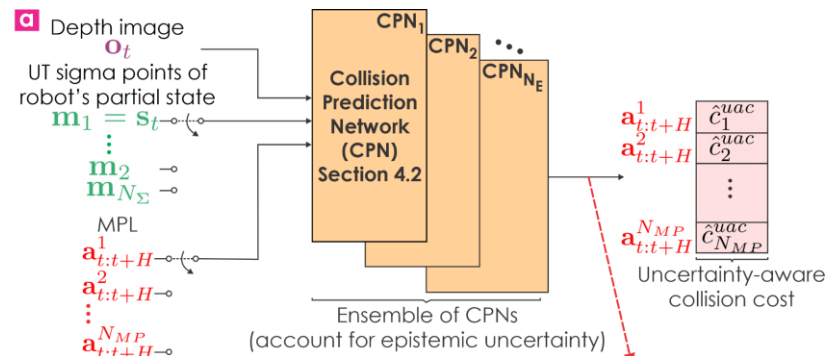 a
Depth image
o_t
UT sigma points of
robot's partial state
m_1 = s_t
⋮
m_2
m_{N_Σ}
MPL
a^1_{t:t+H}
a^2_{t:t+H}
⋮
a^{N_{MP}}_{t:t+H}
CPN_1
CPN_2
⋱
CPN_{N_E}
Collision
Prediction
Network
(CPN)
Section 4.2
Ensemble of CPNs
(account for epistemic uncertainty)
a^1_{t:t+H} ĉ^{uac}_1
a^2_{t:t+H} ĉ^{uac}_2
⋮
a^{N_{MP}}_{t:t+H} ĉ^{uac}_{N_{MP}}
Uncertainty-aware
collision cost